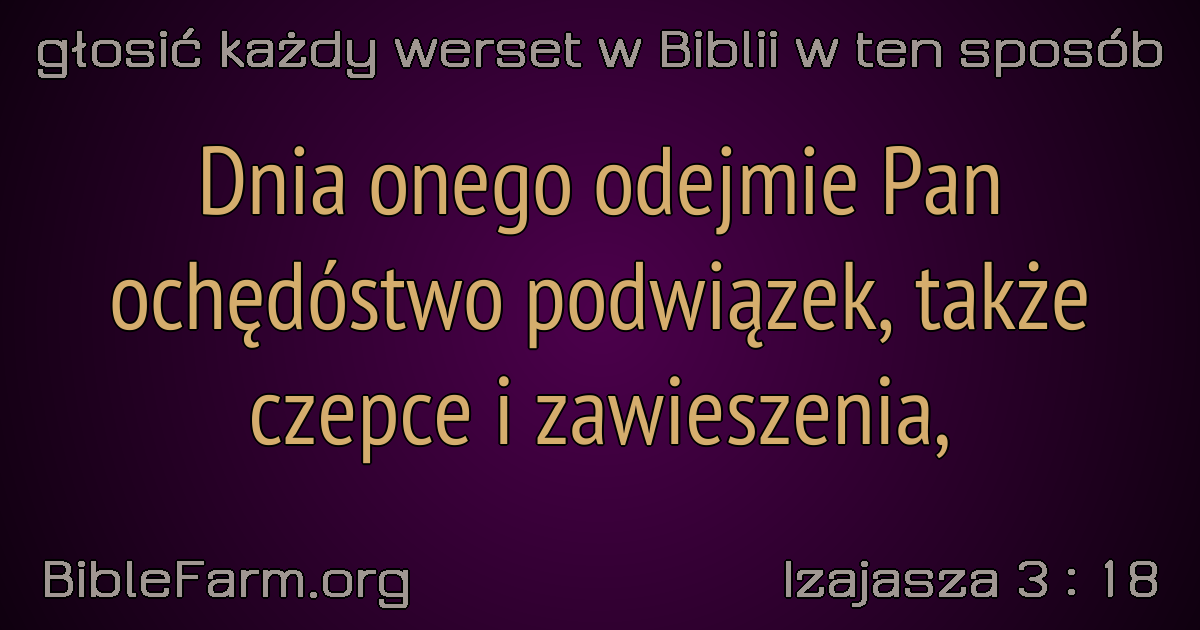 głosić każdy werset w Biblii w ten sposób
Dnia onego odejmie Pan
ochędóstwo podwiązek, także
czepce i zawieszenia,
BibleFarm.org
Izajasza 3 : 18